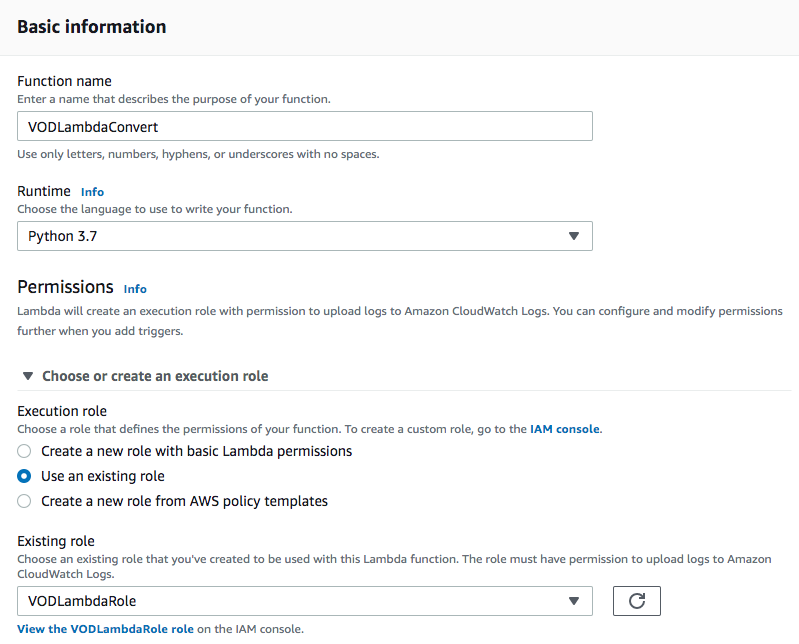 Basic information
Function name
Enter a name that describes the purpose of your function.
VODLambdaConvert
Use only letters, numbers, hyphens, or underscores with no spaces.
Runtime Info
Choose the language to use to write your function.
Python 3.7
Permissions Info
Lambda will create an execution role with permission to upload logs to Amazon CloudWatch Logs. You can configure and modify permissions
further when you add triggers.
Choose or create an execution role
Execution role
Choose a role that defines the permissions of your function. To create a custom role, go to the IAM console.
Create a new role with basic Lambda permissions
Use an existing role
Create a new role from AWS policy templates
Existing role
Choose an existing role that you've created to be used with this Lambda function. The role must have permission to upload logs to Amazon
CloudWatch Logs.
VODLambdaRole
View the VODLambdaRole role on the IAM console.